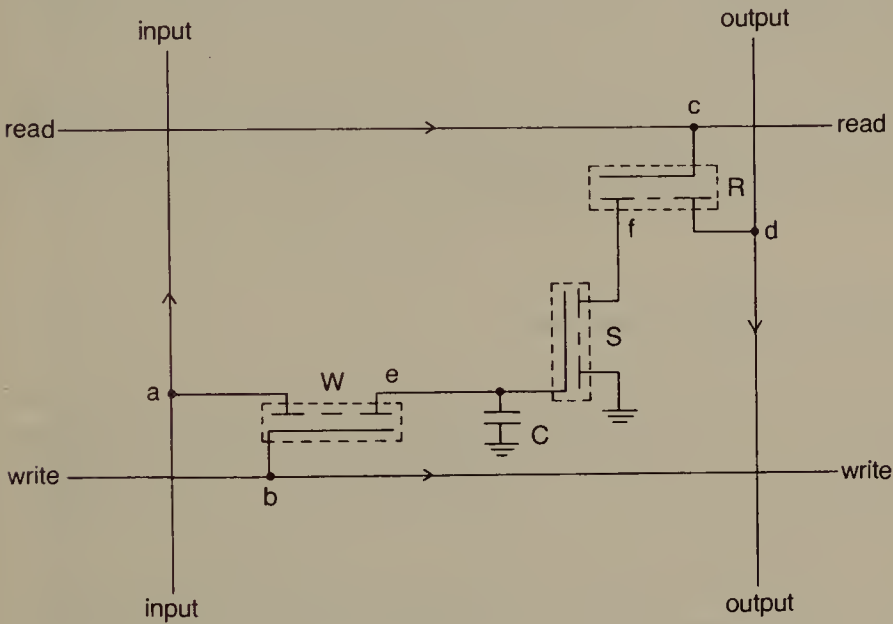 input
output
read
c
read
R
f
d
S
W
e
a
C
write
b
write
input
output